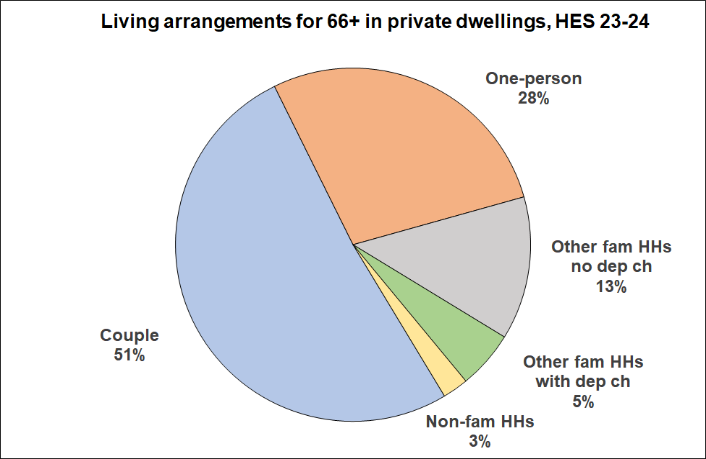 Living arrangements for 66+ in private dwellings, HES 23-24
One-person
28%
Other fam HHs
no dep ch
13%
Other fam HHs
with dep ch
5%
Non-fam HHs
3%
Couple
51%